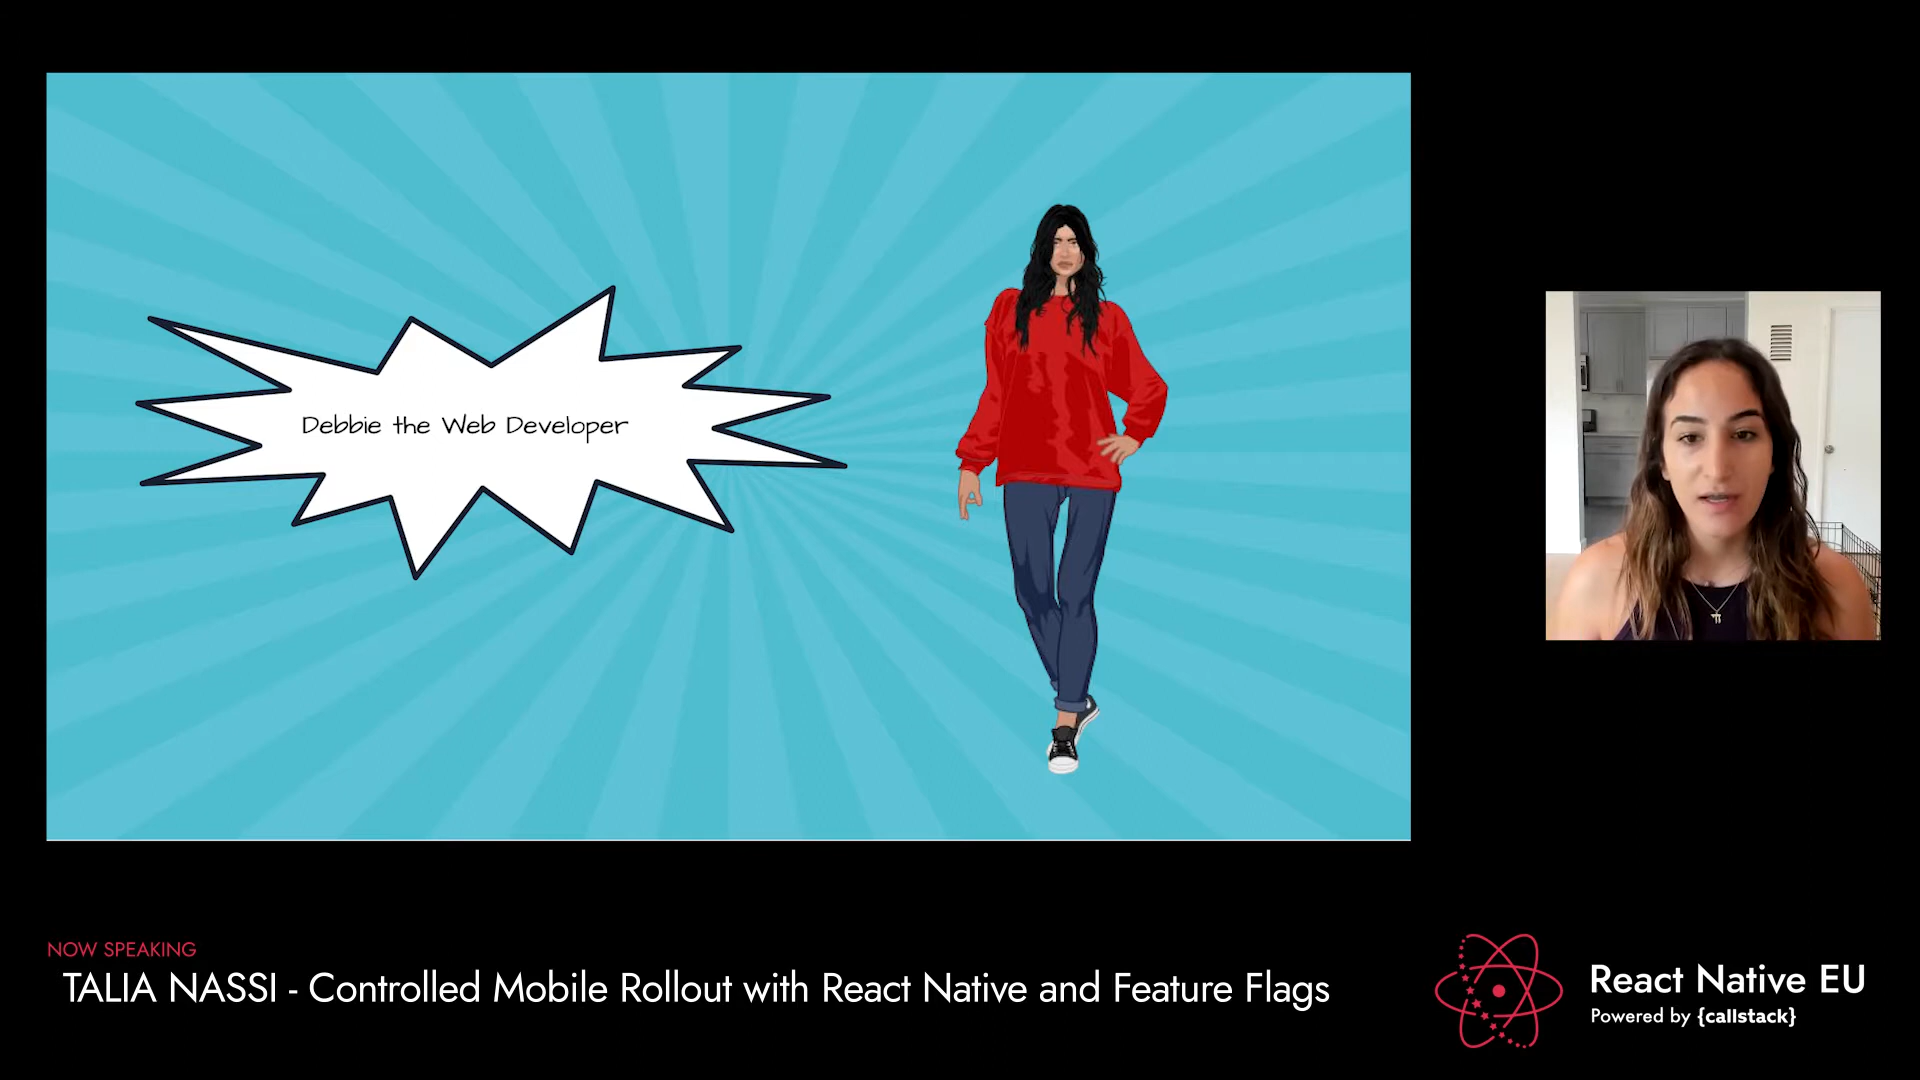 Debbie the Web Developer
NOW SPEAKING
TALIA NASSI - Controlled Mobile Rollout with React Native and Feature Flags
React Native EU
Powered by {callstack}